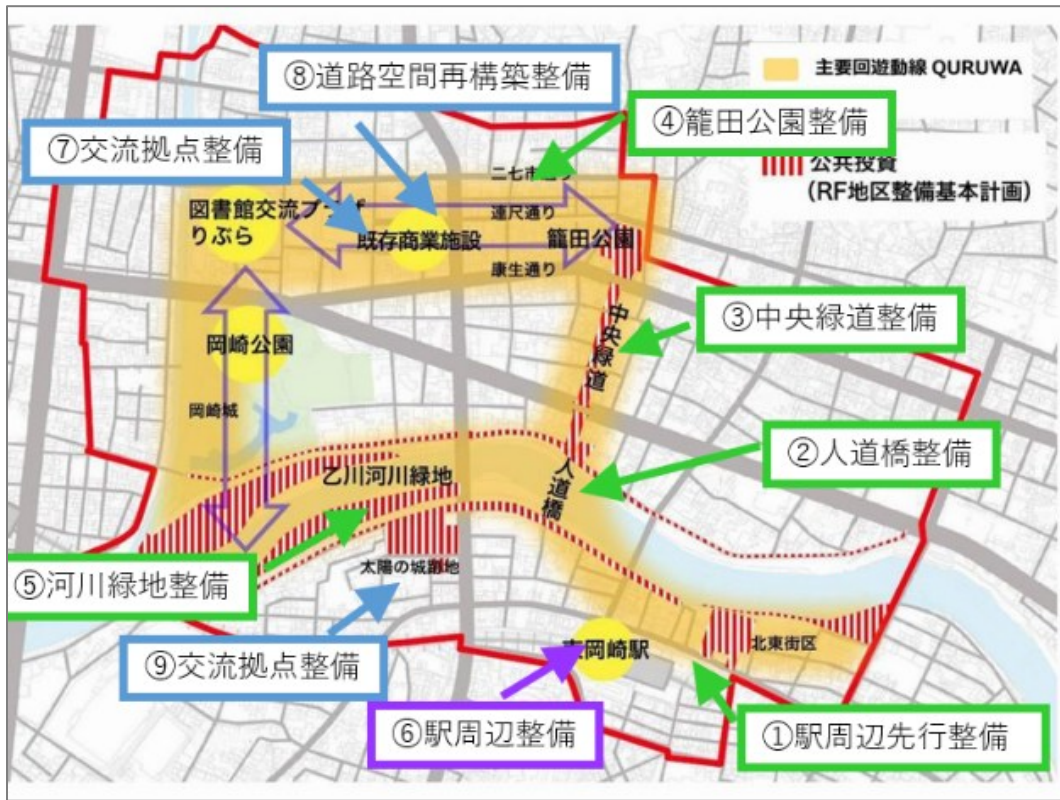 ⑧道路空間再構築整備
主要回遊動線 QURUWA
④籠田公園整備
⑦交流拠点整備
公共投資
(RF地区整備基本計画)
二七市通り
図書館交流プラザ
りぶら
連尺通り
既存商業施設
籠田公園
康生通り
③中央緑道整備
中央緑道
岡崎公園
岡崎城
②人道橋整備
人道橋
乙川河川緑地
⑤河川緑地整備
太陽の城跡地
東岡崎駅
北東街区
⑨交流拠点整備
⑥駅周辺整備
①駅周辺先行整備